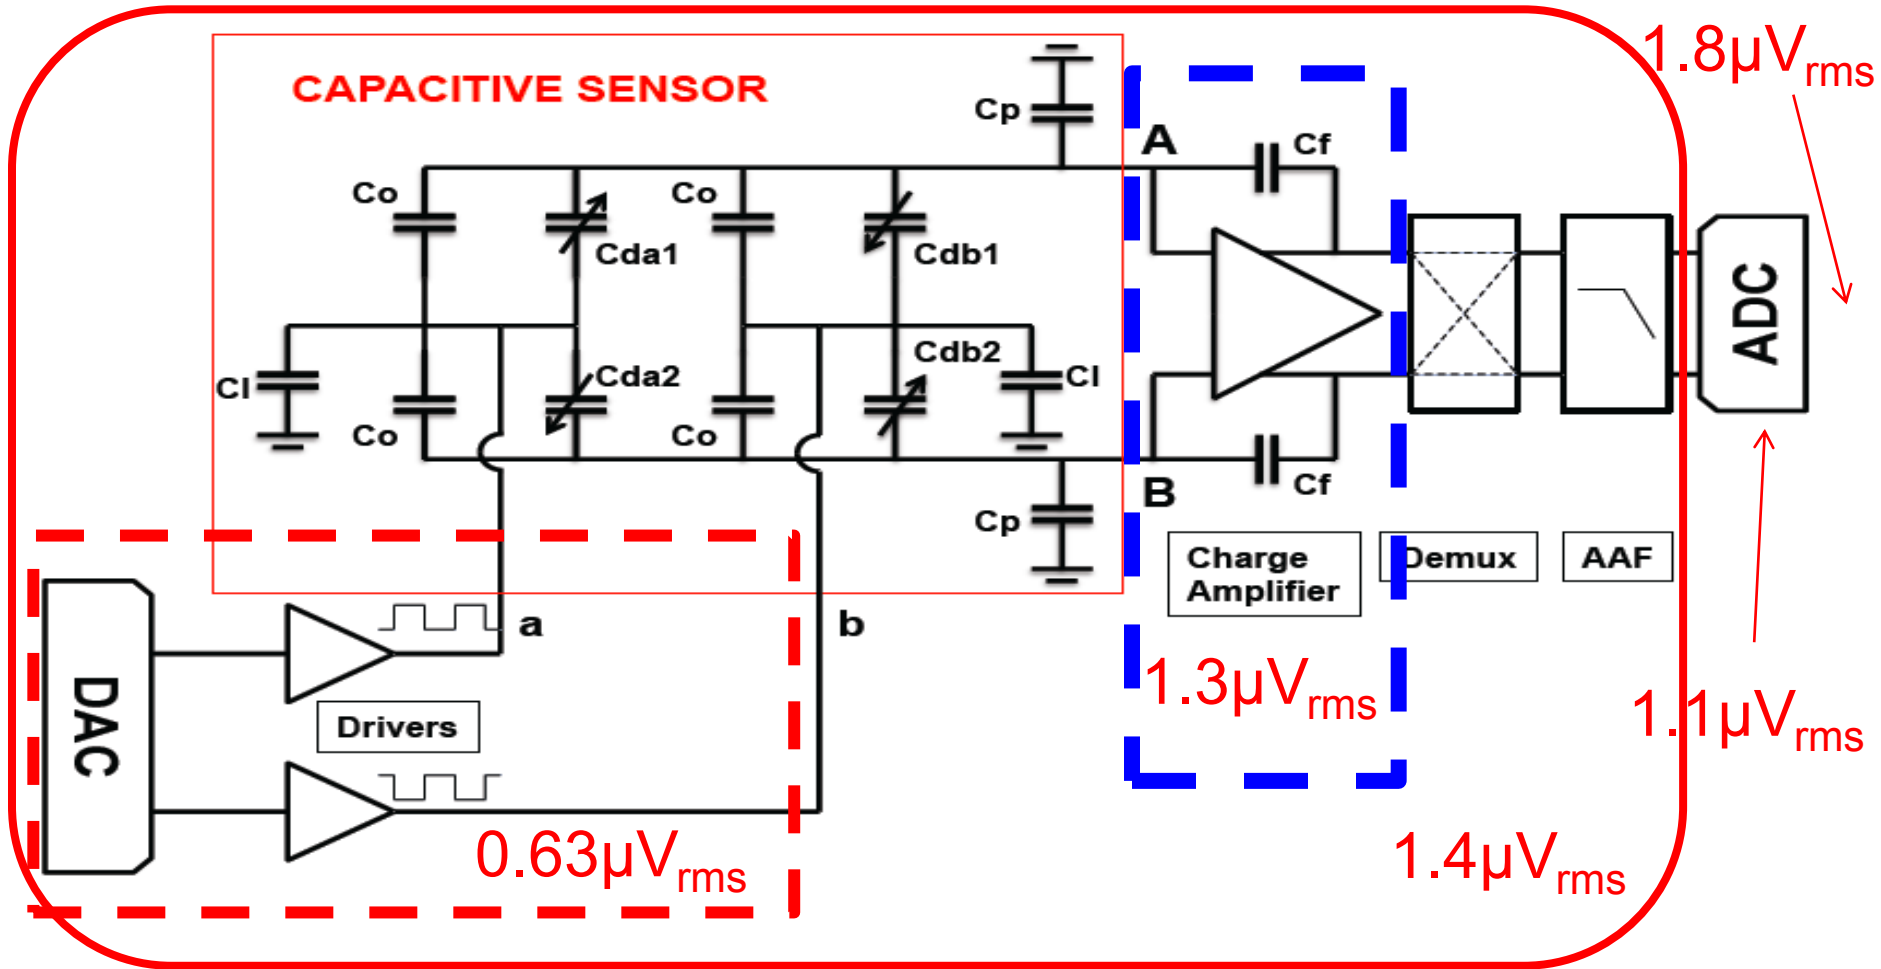 1.8µVrms
CAPACITIVE SENSOR
Cp
A
Cf
Co
Co
Cda1
Cdb1
ADC
Cdb2
Cda2
Cl
Cl
Co
Co
B
Cf
Cp
Charge
Amplifier
Demux
AAF
a
b
1.3µVrms
1.1µVrms
DAC
Drivers
0.63µVrms
1.4µVrms